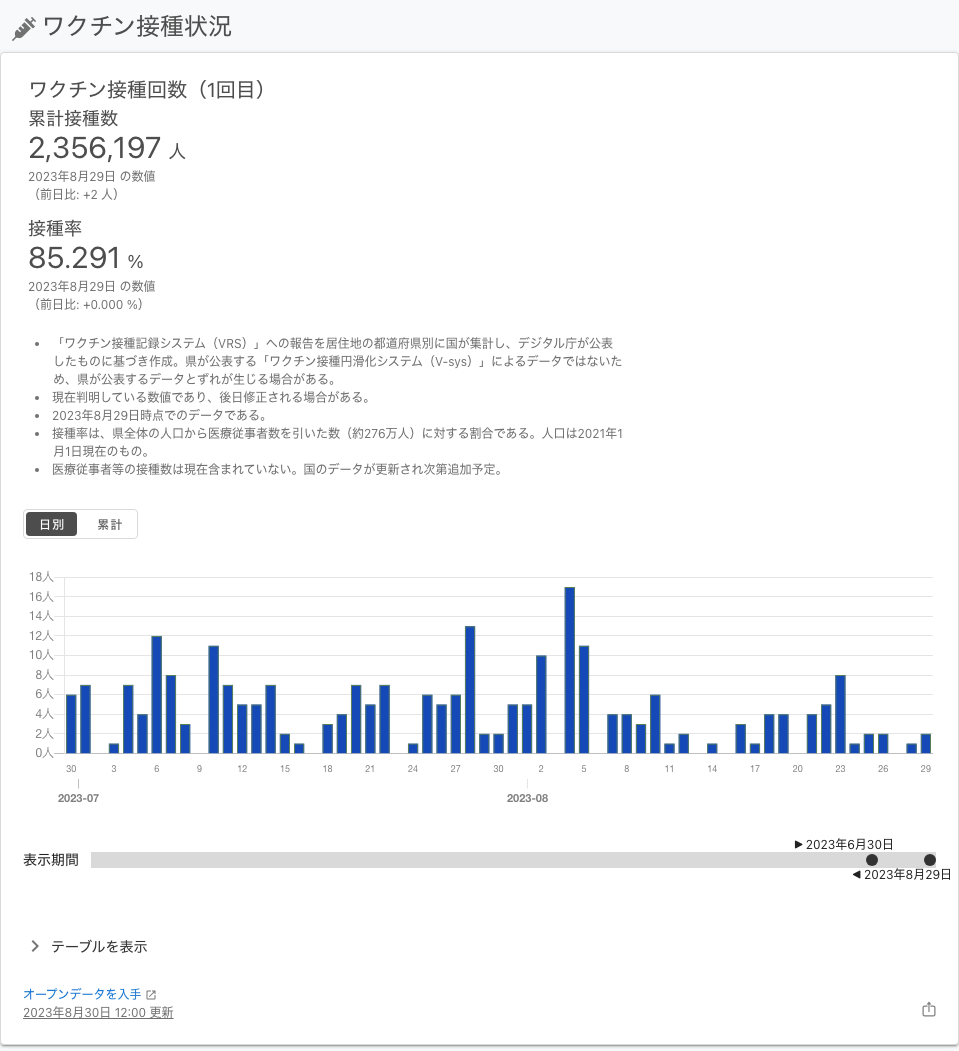 ワクチン接種状況
ワクチン接種回数（1回目）
累計接種数
2,356,197 人
2023年8月29日 の数値
（前日比: +2 人）
接種率
85.291 %
2023年8月29日 の数値
（前日比: +0.000 %）
• 「ワクチン接種記録システム（VRS）」への報告を居住地の都道府県別に国が集計し、デジタル庁が公表
したものに基づき作成。県が公表する「ワクチン接種円滑化システム（V-sys）」によるデータではないた
め、県が公表するデータとずれが生じる場合がある。
• 現在判明している数値であり、後日修正される場合がある。
• 2023年8月29日時点でのデータである。
• 接種率は、県全体の人口から医療従事者数を引いた数（約276万人）に対する割合である。人口は2021年1
月1日現在のもの。
• 医療従事者等の接種数は現在含まれていない。国のデータが更新され次第追加予定。
日別 累計
18人
16人
14人
12人
10人
8人
6人
4人
2人
0人
30 3 6 9 12 15 18 21 24 27 30 2 5 8 11 14 17 20 23 26 29
2023-07 2023-08
▶ 2023年6月30日
表示期間
◀ 2023年8月29日
テーブルを表示
オープンデータを入手
2023年8月30日 12:00 更新